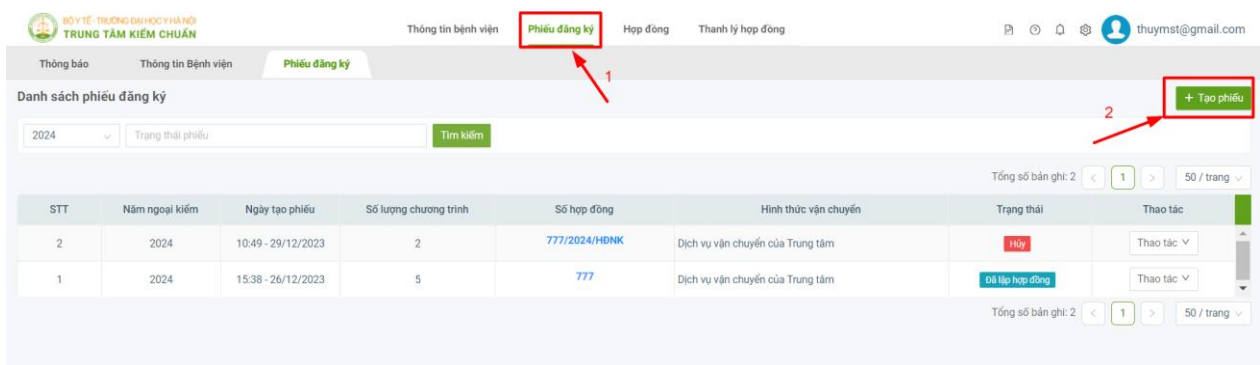 BỘ Y TẾ - TRƯỜNG ĐẠI HỌC Y HÀ NỘI
TRUNG TÂM KIỂM CHUẨN
Thông tin bệnh viện Phiếu đăng ký Hợp đồng Thanh lý hợp đồng
thuymst@gmail.com
Thông báo Thông tin Bệnh viện Phiếu đăng ký
1
Danh sách phiếu đăng ký
+ Tạo phiếu
2
2024 Trạng thái phiếu Tìm kiếm
Tổng số bản ghi: 2 < 1 > 50 / trang
STT Năm ngoại kiểm Ngày tạo phiếu Số lượng chương trình Số hợp đồng Hình thức vận chuyển Trạng thái Thao tác
2 2024 10:49 - 29/12/2023 2 777/2024/HĐNK Dịch vụ vận chuyển của Trung tâm Hủy Thao tác
1 2024 15:38 - 26/12/2023 5 777 Dịch vụ vận chuyển của Trung tâm Đã lập hợp đồng Thao tác
Tổng số bản ghi: 2 < 1 > 50 / trang